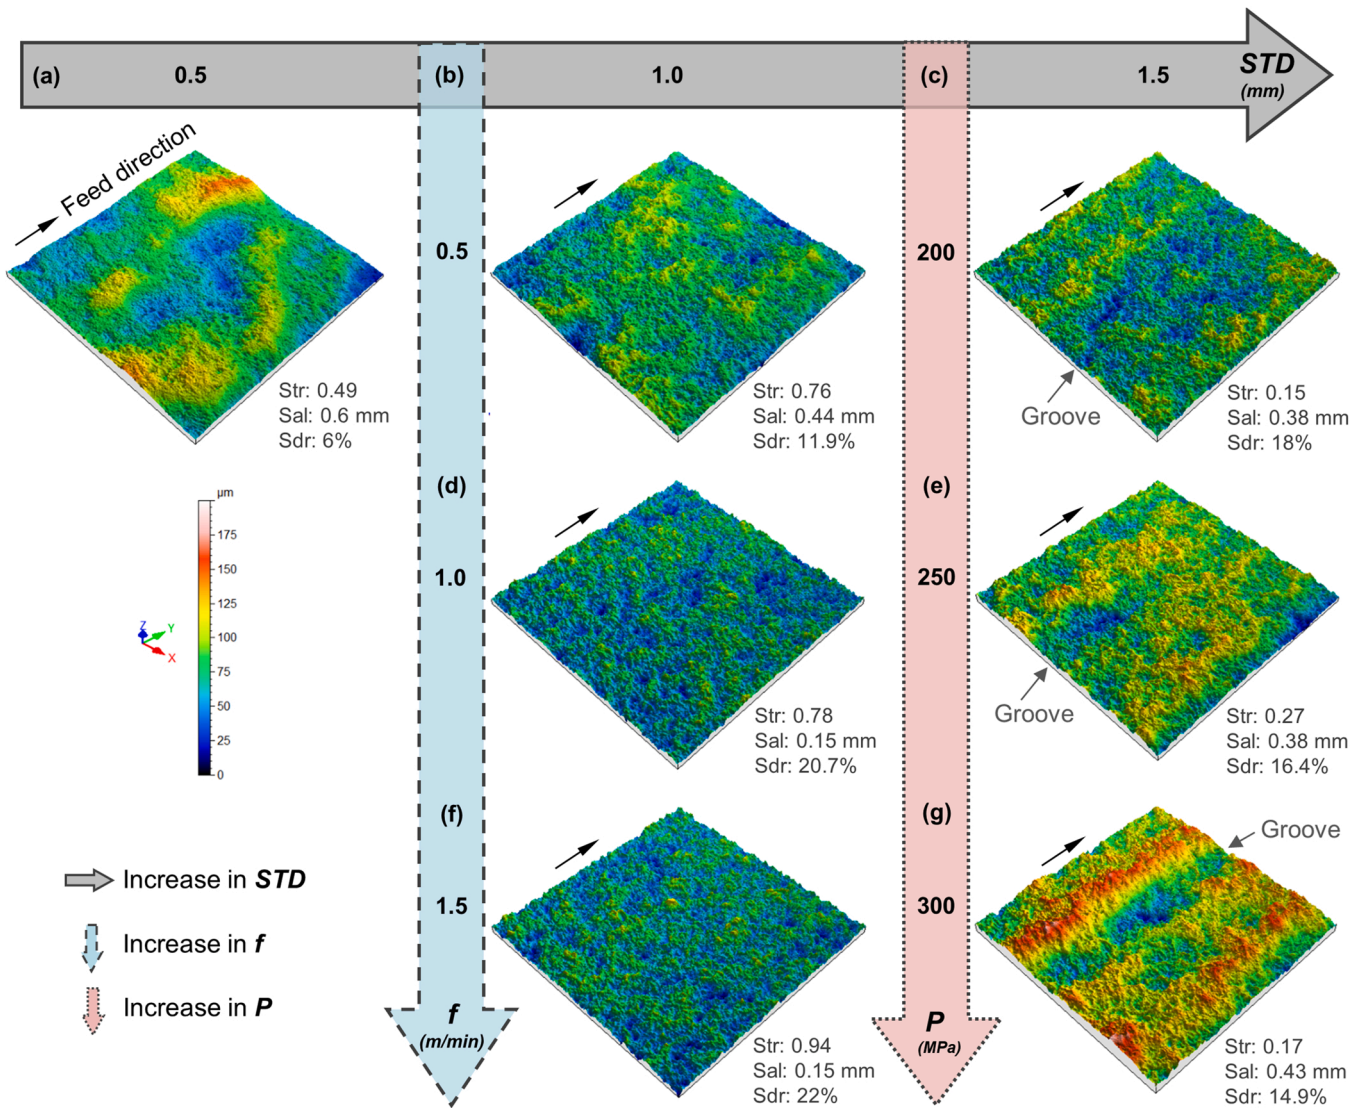 (a)
0.5
(b)
1.0
(c)
1.5
STD
(mm)
Feed direction
0.5
200
Str: 0.49
Sal: 0.6 mm
Sdr: 6%
Str: 0.76
Sal: 0.44 mm
Sdr: 11.9%
Groove
Str: 0.15
Sal: 0.38 mm
Sdr: 18%
(d)
(e)
µm
175
150
125
100
75
50
25
0
Z
Y
X
1.0
250
Str: 0.78
Sal: 0.15 mm
Sdr: 20.7%
Groove
Str: 0.27
Sal: 0.38 mm
Sdr: 16.4%
(f)
(g)
Groove
Increase in STD
Increase in f
Increase in P
1.5
300
f
(m/min)
P
(MPa)
Str: 0.94
Sal: 0.15 mm
Sdr: 22%
Str: 0.17
Sal: 0.43 mm
Sdr: 14.9%